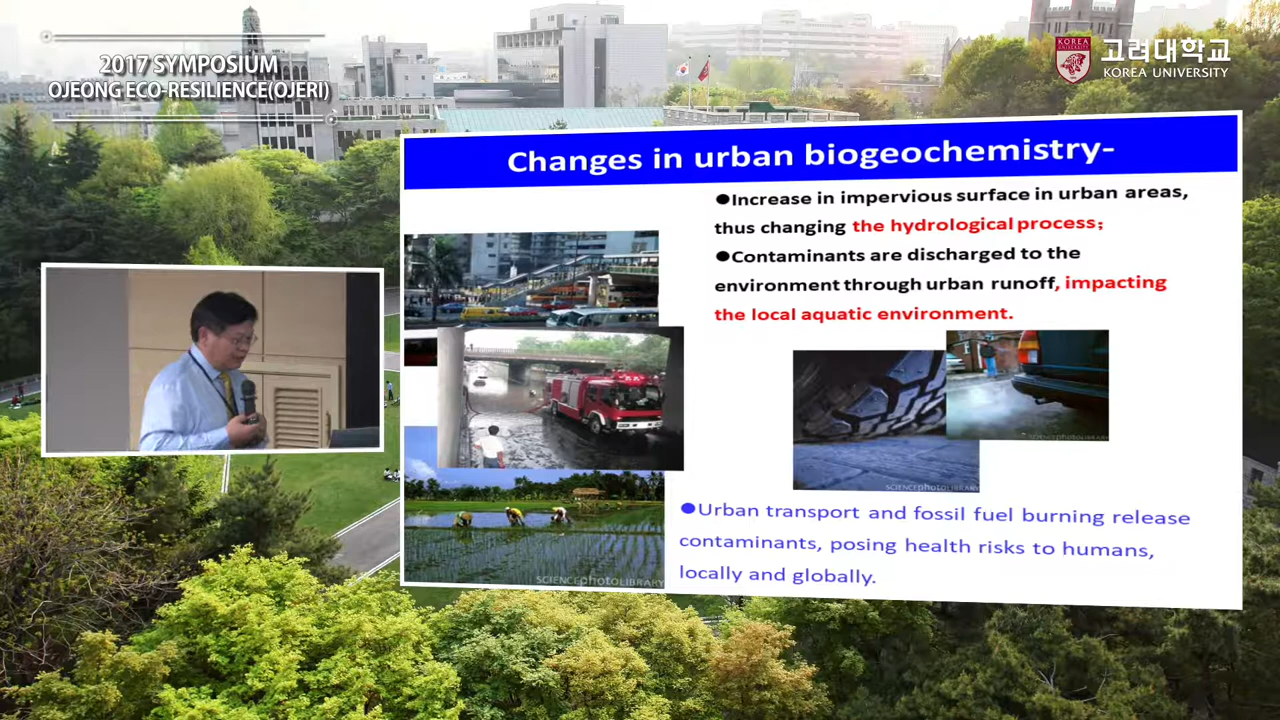 2017 SYMPOSIUM
OJEONG ECO-RESILIENCE(OJERI)
KOREA
UNIVERSITY
고려대학교
KOREA UNIVERSITY
Changes in urban biogeochemistry-
●Increase in impervious surface in urban areas,
thus changing the hydrological process;
●Contaminants are discharged to the
environment through urban runoff, impacting
the local aquatic environment.
SCIENCEPHOTOLIBRARY
SCIENCEPHOTOLIBRARY
●Urban transport and fossil fuel burning release
contaminants, posing health risks to humans,
locally and globally.
SCIENCEPHOTOLIBRARY